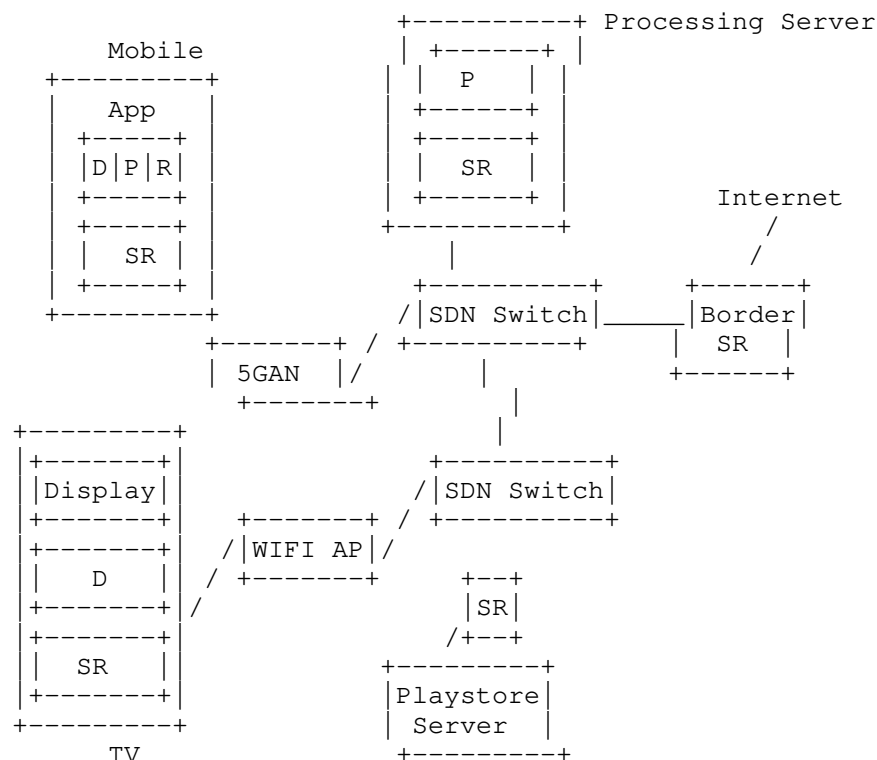 Processing Server
Mobile
P
App
D|P|R
SR
SR
Internet
SDN Switch
Border
SR
5GAN
Display
SDN Switch
WIFI AP
D
SR
SR
Playstore
Server
TV